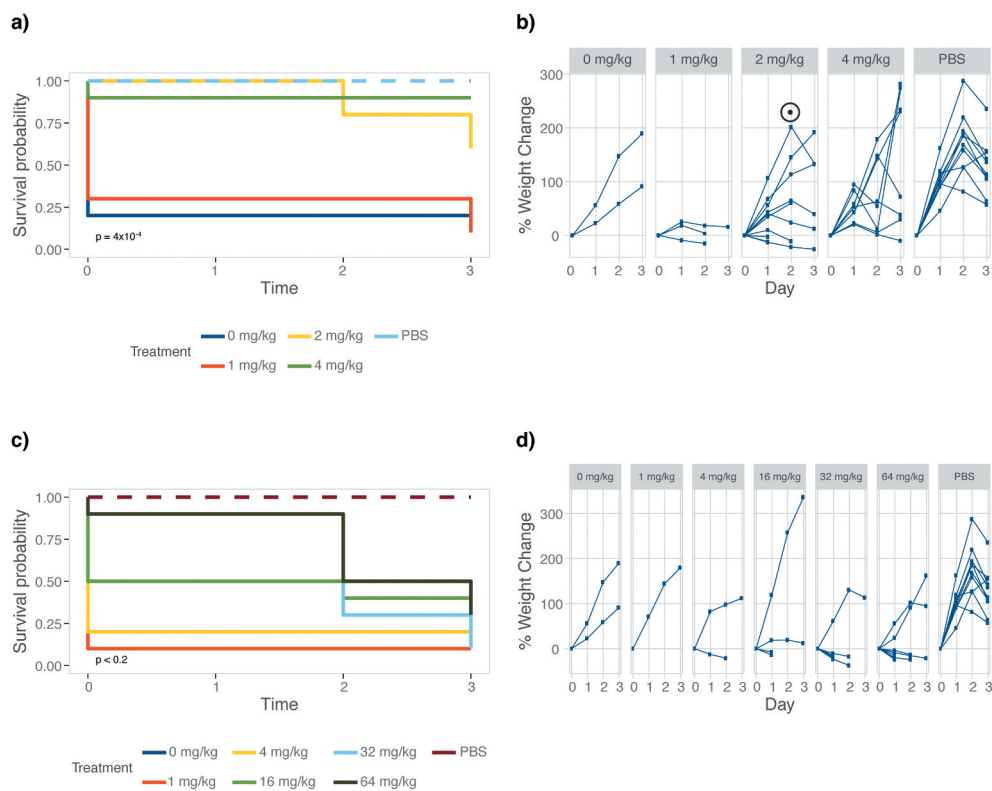 a)
Survival probability
1.00
0.75
0.50
0.25
0.00
p = 4x10-4
0 1 2 3
Time
Treatment
0 mg/kg 2 mg/kg PBS
1 mg/kg 4 mg/kg
b)
0 mg/kg 1 mg/kg 2 mg/kg 4 mg/kg PBS
% Weight Change
300
200
100
0
0 1 2 3 0 1 2 3 0 1 2 3 0 1 2 3 0 1 2 3
Day
c)
Survival probability
1.00
0.75
0.50
0.25
0.00
p < 0.2
0 1 2 3
Time
Treatment
0 mg/kg 4 mg/kg 32 mg/kg PBS
1 mg/kg 16 mg/kg 64 mg/kg
d)
0 mg/kg 1 mg/kg 4 mg/kg 16 mg/kg 32 mg/kg 64 mg/kg PBS
% Weight Change
300
200
100
0
0 1 2 3 0 1 2 3 0 1 2 3 0 1 2 3 0 1 2 3 0 1 2 3 0 1 2 3
Day